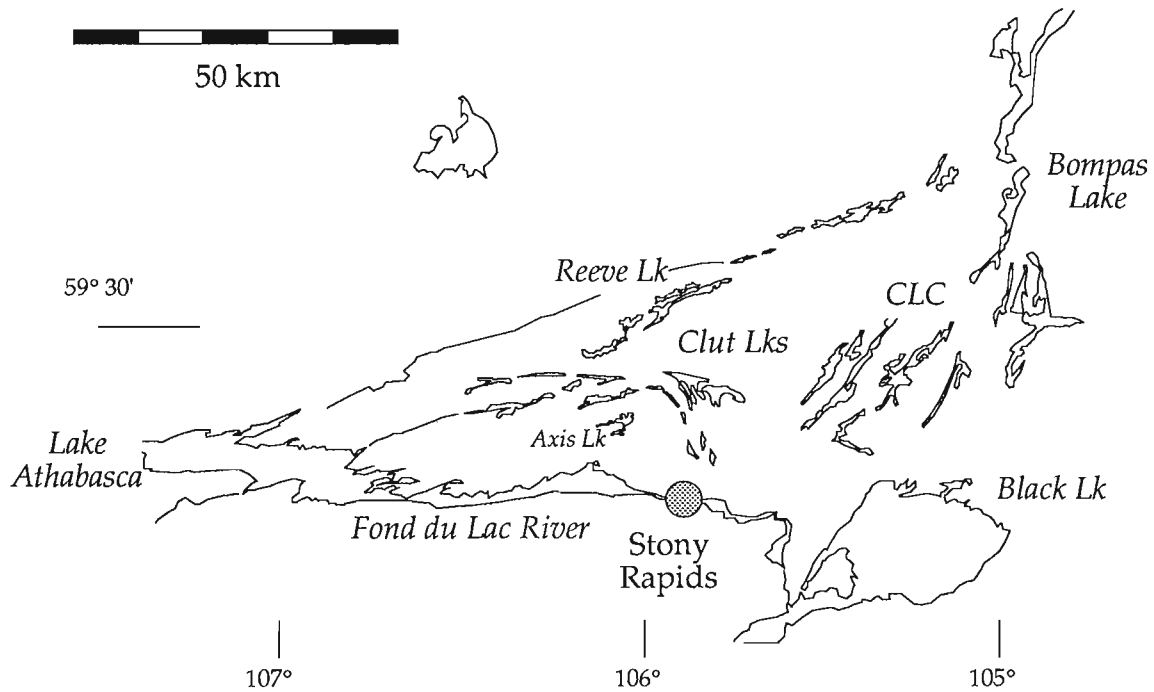 50 km
Bompas
Lake
Reeve Lk
59° 30'
CLC
Clut Lks
Axis Lk
Lake
Athabasca
Black Lk
Fond du Lac River
Stony
Rapids
107°
106°
105°